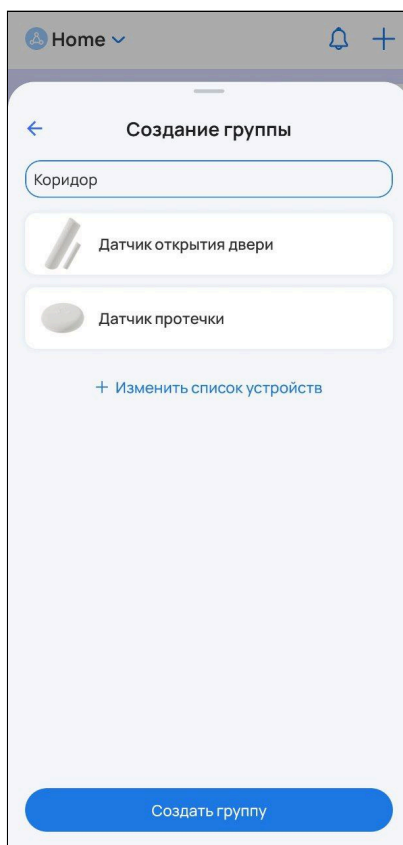 Home
Создание группы
Коридор
Датчик открытия двери
Датчик протечки
+ Изменить список устройств
Создать группу